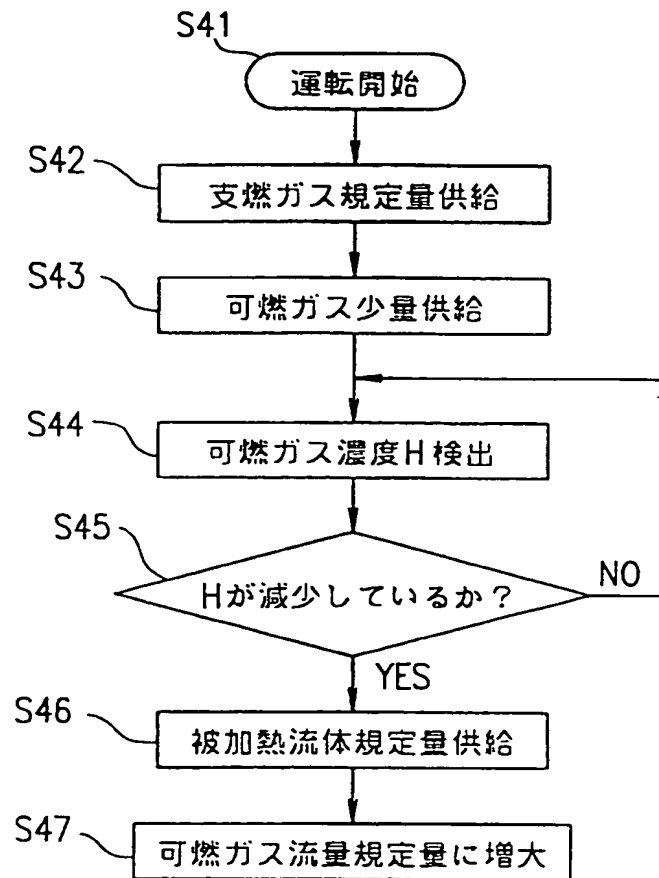 S41
運転開始
S42
支燃ガス規定量供給
S43
可燃ガス少量供給
S44
可燃ガス濃度H検出
S45
Hが減少しているか？
NO
YES
S46
被加熱流体規定量供給
S47
可燃ガス流量規定量に増大